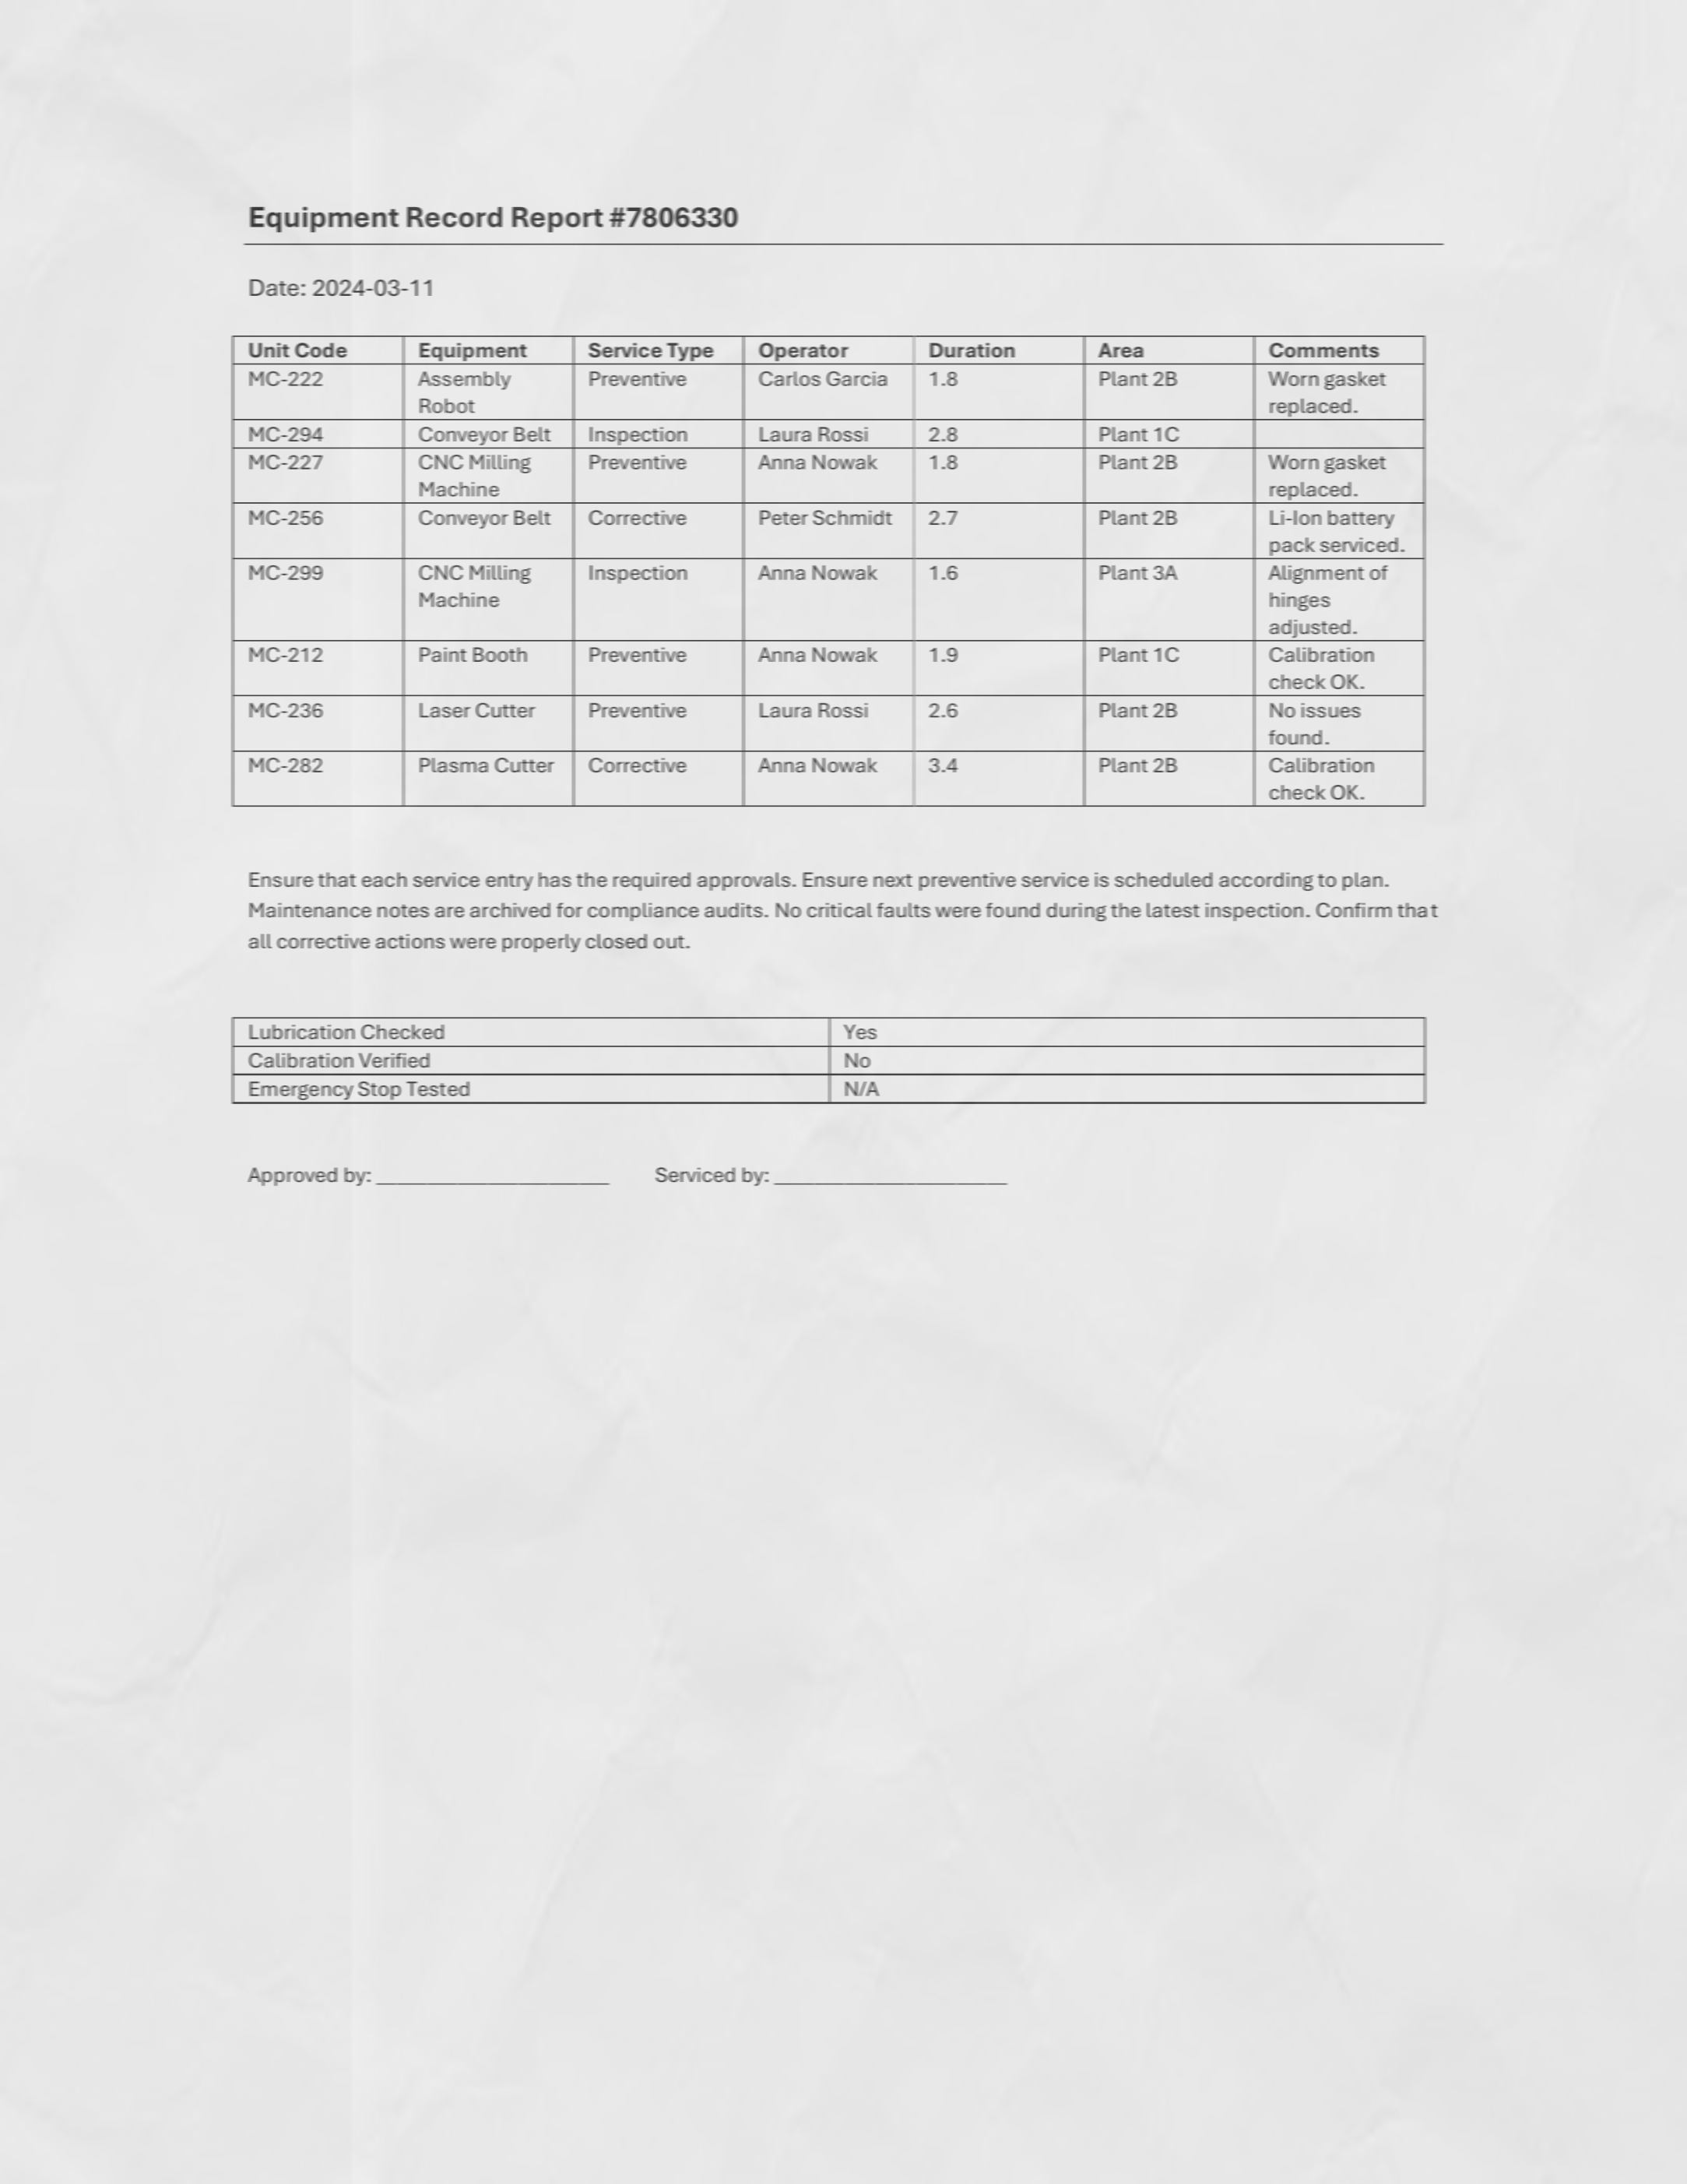 Equipment Record Report #7806330
Date: 2024-03-11
Unit Code Equipment Service Type Operator Duration Area Comments
MC-222 Assembly Robot Preventive Carlos Garcia 1.8 Plant 2B Worn gasket replaced.
MC-294 Conveyor Belt Inspection Laura Rossi 2.8 Plant 1C
MC-227 CNC Milling Machine Preventive Anna Nowak 1.8 Plant 2B Worn gasket replaced.
MC-256 Conveyor Belt Corrective Peter Schmidt 2.7 Plant 2B Li-Ion battery pack serviced.
MC-299 CNC Milling Machine Inspection Anna Nowak 1.6 Plant 3A Alignment of hinges adjusted.
MC-212 Paint Booth Preventive Anna Nowak 1.9 Plant 1C Calibration check OK.
MC-236 Laser Cutter Preventive Laura Rossi 2.6 Plant 2B No issues found.
MC-282 Plasma Cutter Corrective Anna Nowak 3.4 Plant 2B Calibration check OK.
Ensure that each service entry has the required approvals. Ensure next preventive service is scheduled according to plan.
Maintenance notes are archived for compliance audits. No critical faults were found during the latest inspection. Confirm that
all corrective actions were properly closed out.
Lubrication Checked Yes
Calibration Verified No
Emergency Stop Tested N/A
Approved by: ______________________ Serviced by: ______________________